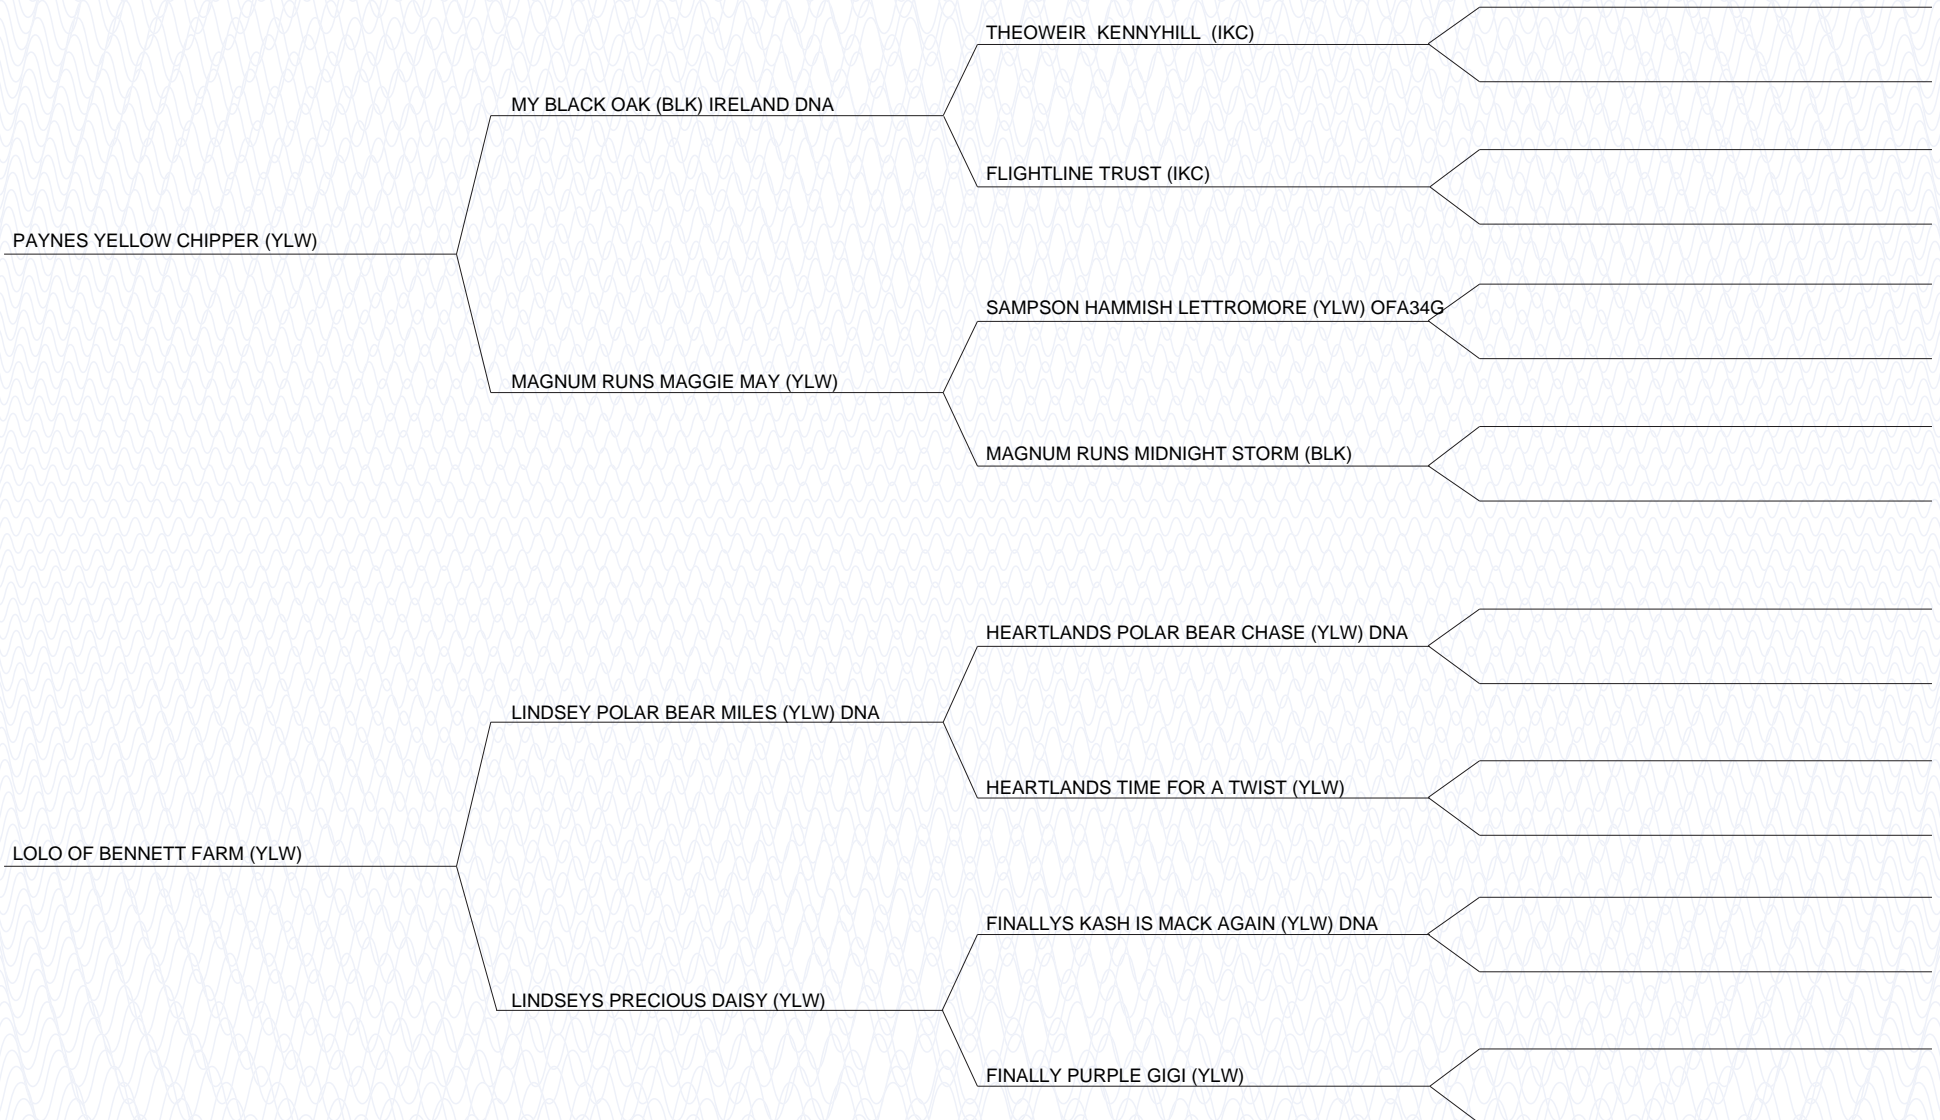 THEOWEIR  KENNYHILL  (IKC)
MY BLACK OAK (BLK) IRELAND DNA
FLIGHTLINE TRUST (IKC)
PAYNES YELLOW CHIPPER (YLW)
SAMPSON HAMMISH LETTROMORE (YLW) OFA34G
MAGNUM RUNS MAGGIE MAY (YLW)
MAGNUM RUNS MIDNIGHT STORM (BLK)
HEARTLANDS POLAR BEAR CHASE (YLW) DNA
LINDSEY POLAR BEAR MILES (YLW) DNA
HEARTLANDS TIME FOR A TWIST (YLW)
LOLO OF BENNETT FARM (YLW)
FINALLYS KASH IS MACK AGAIN (YLW) DNA
LINDSEYS PRECIOUS DAISY (YLW)
FINALLY PURPLE GIGI (YLW)